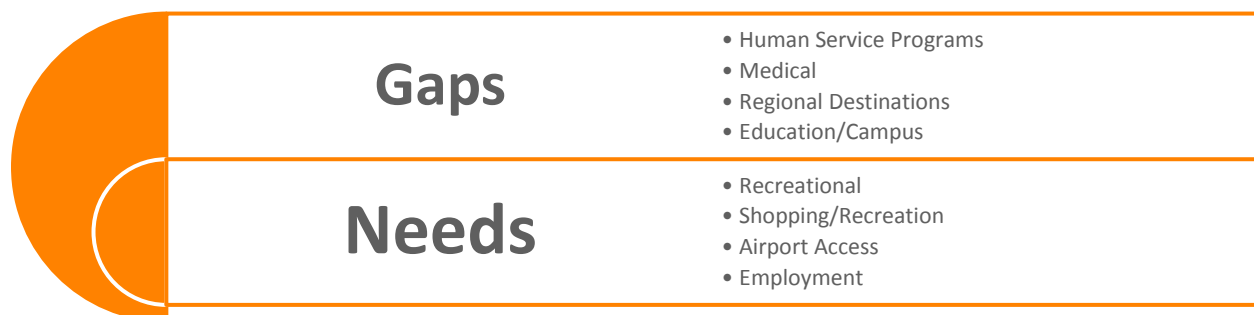 Gaps
• Human Service Programs
• Medical
• Regional Destinations
• Education/Campus
Needs
• Recreational
• Shopping/Recreation
• Airport Access
• Employment